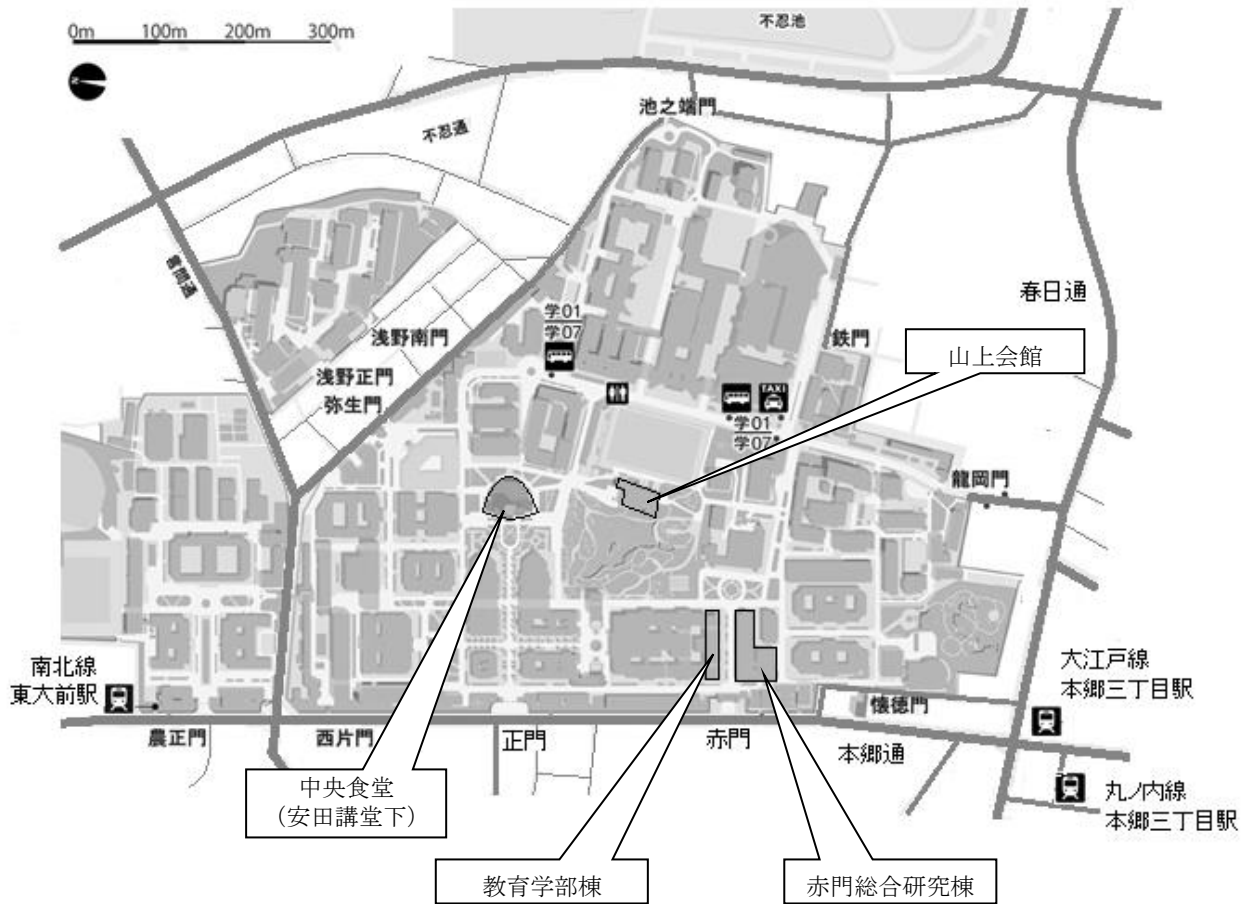 0m 100m 200m 300m
不忍池
池之端門
不忍通
言問通
春日通
学01
学07
浅野南門
鉄門
山上会館
浅野正門
弥生門
TAXI
学01
学07
龍岡門
南北線
東大前駅
大江戸線
本郷三丁目駅
懐徳門
農正門
西片門
正門
赤門
本郷通
丸ノ内線
本郷三丁目駅
中央食堂
(安田講堂下)
教育学部棟
赤門総合研究棟